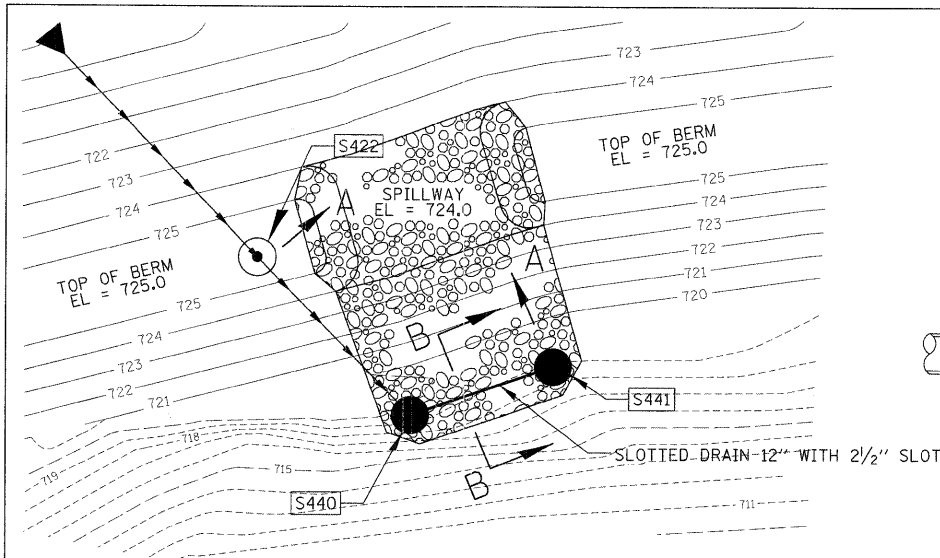 723
724
725
TOP OF BERM
EL = 725.0
S422
722
723
724
725
A
SPILLWAY
EL = 724.0
725
724
723
722
721
720
A
TOP OF BERM
EL = 725.0
725
724
723
722
721
B
S441
718
719
715
SLOTTED DRAIN 12" WITH 2 1/2" SLOT
B
S440
711